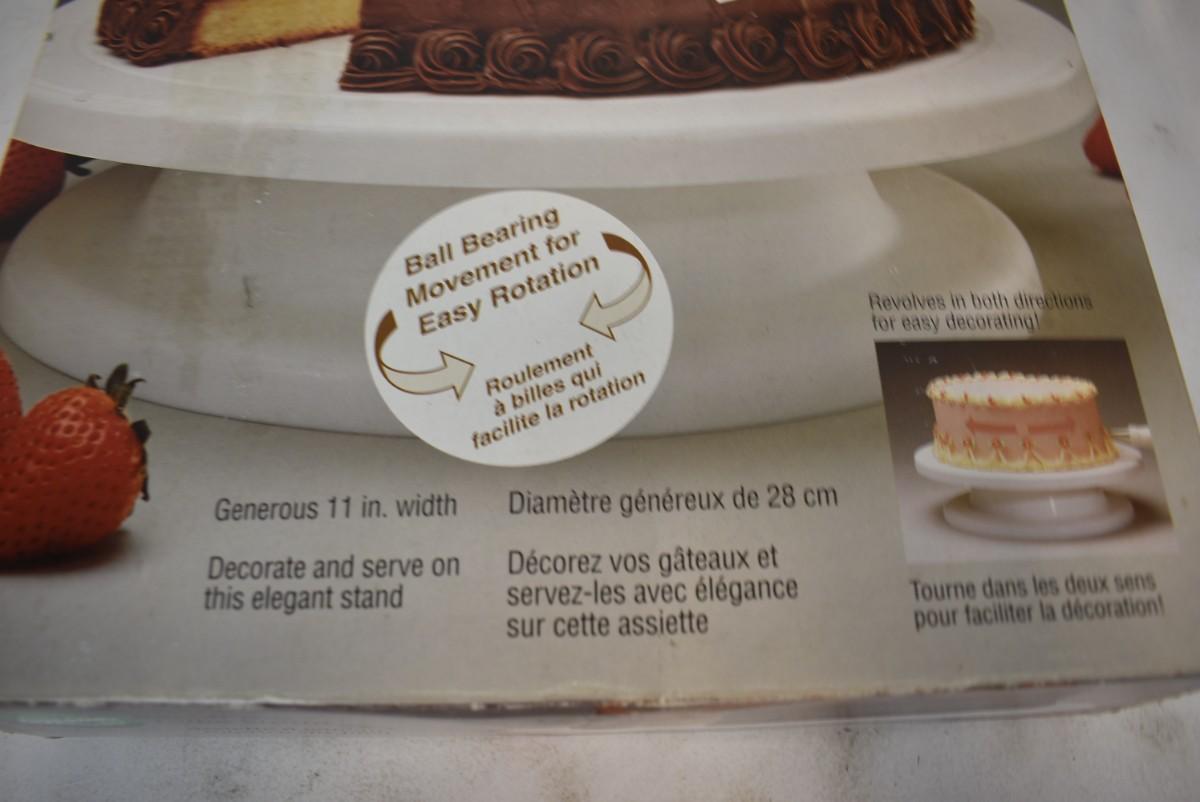 Ball Bearing
Movement for
Easy Rotation
Roulement
à billes qui
facilite la rotation
Revolves in both directions
for easy decorating!
Generous 11 in. width
Decorate and serve on
this elegant stand
Diamètre généreux de 28 cm
Décorez vos gâteaux et
servez-les avec élégance
sur cette assiette
Tourne dans les deux sens
pour faciliter la décoration!